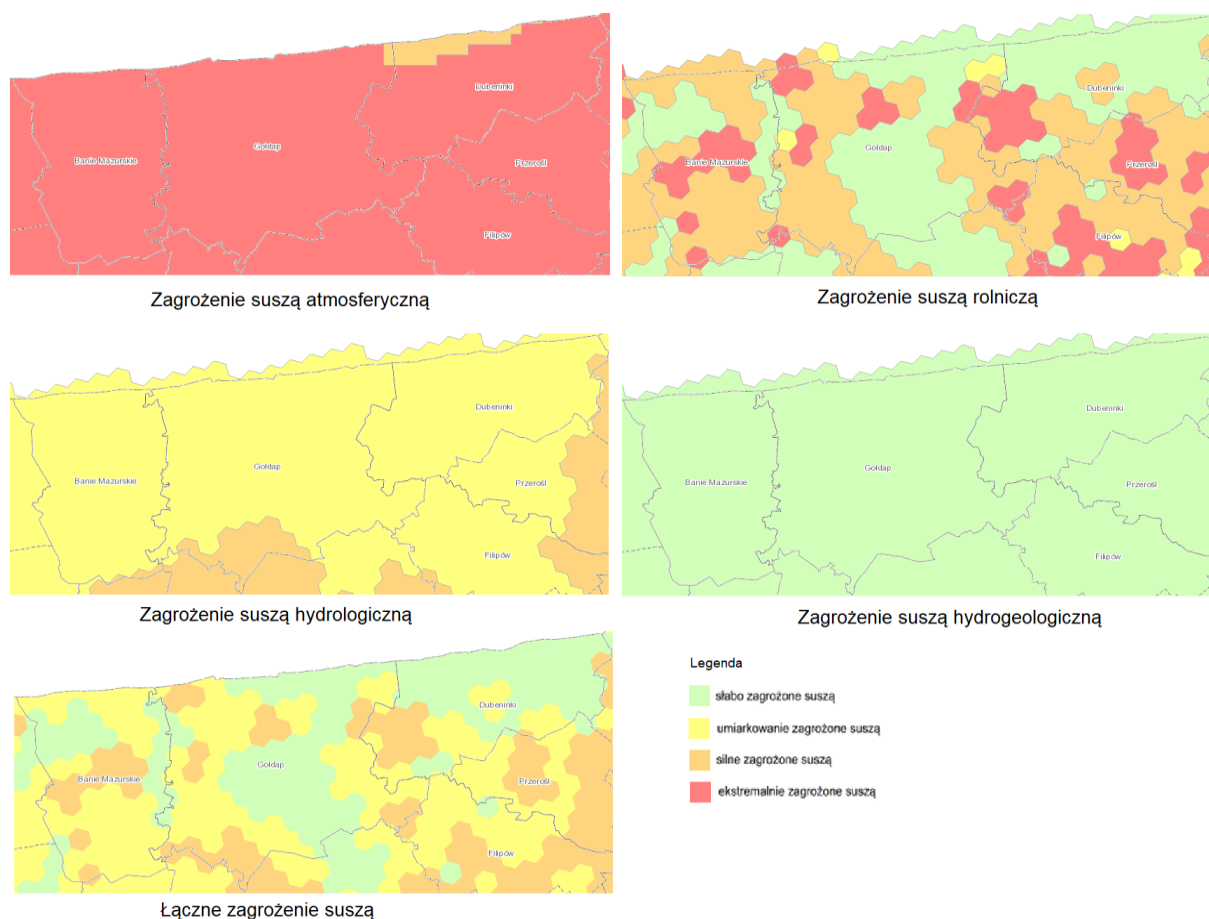 Dubeninki
Banie Mazurskie
Gołdap
Przerośl
Filipów
Zagrożenie suszą atmosferyczną
Dubeninki
Gołdap
Banie Mazurskie
Przerośl
Filipów
Zagrożenie suszą rolniczą
Dubeninki
Gołdap
Banie Mazurskie
Przerośl
Filipów
Zagrożenie suszą hydrologiczną
Dubeninki
Gołdap
Banie Mazurskie
Przerośl
Filipów
Zagrożenie suszą hydrogeologiczną
Dubeninki
Gołdap
Banie Mazurskie
Przerośl
Filipów
Łączne zagrożenie suszą
Legenda
słabo zagrożone suszą
umiarkowanie zagrożone suszą
silne zagrożone suszą
ekstremalnie zagrożone suszą